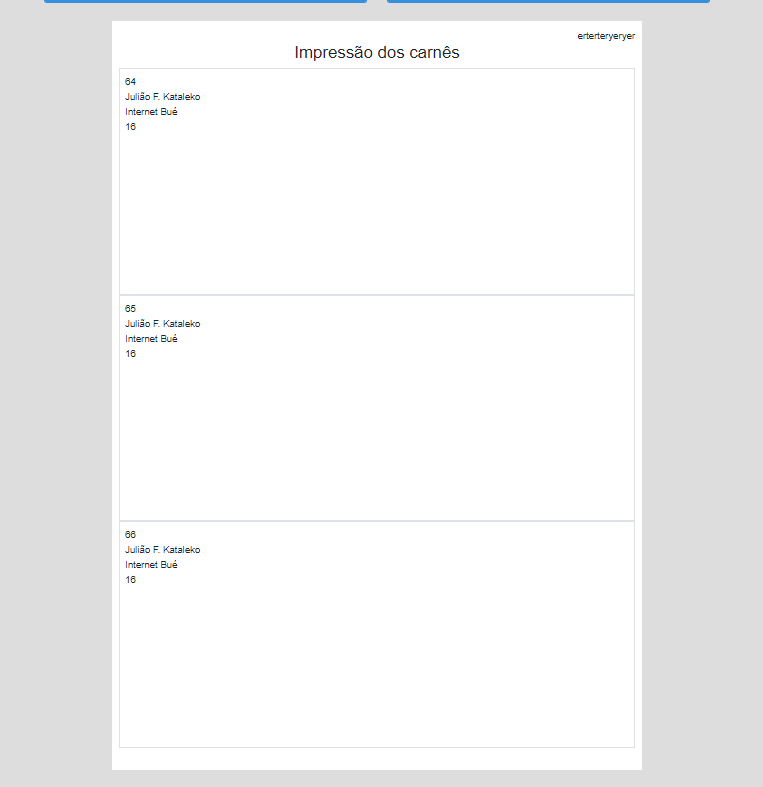 erterteryeryer
Impressão dos carnês
64
Julião F. Kataleko
Internet Bué
16
65
Julião F. Kataleko
Internet Bué
16
66
Julião F. Kataleko
Internet Bué
16